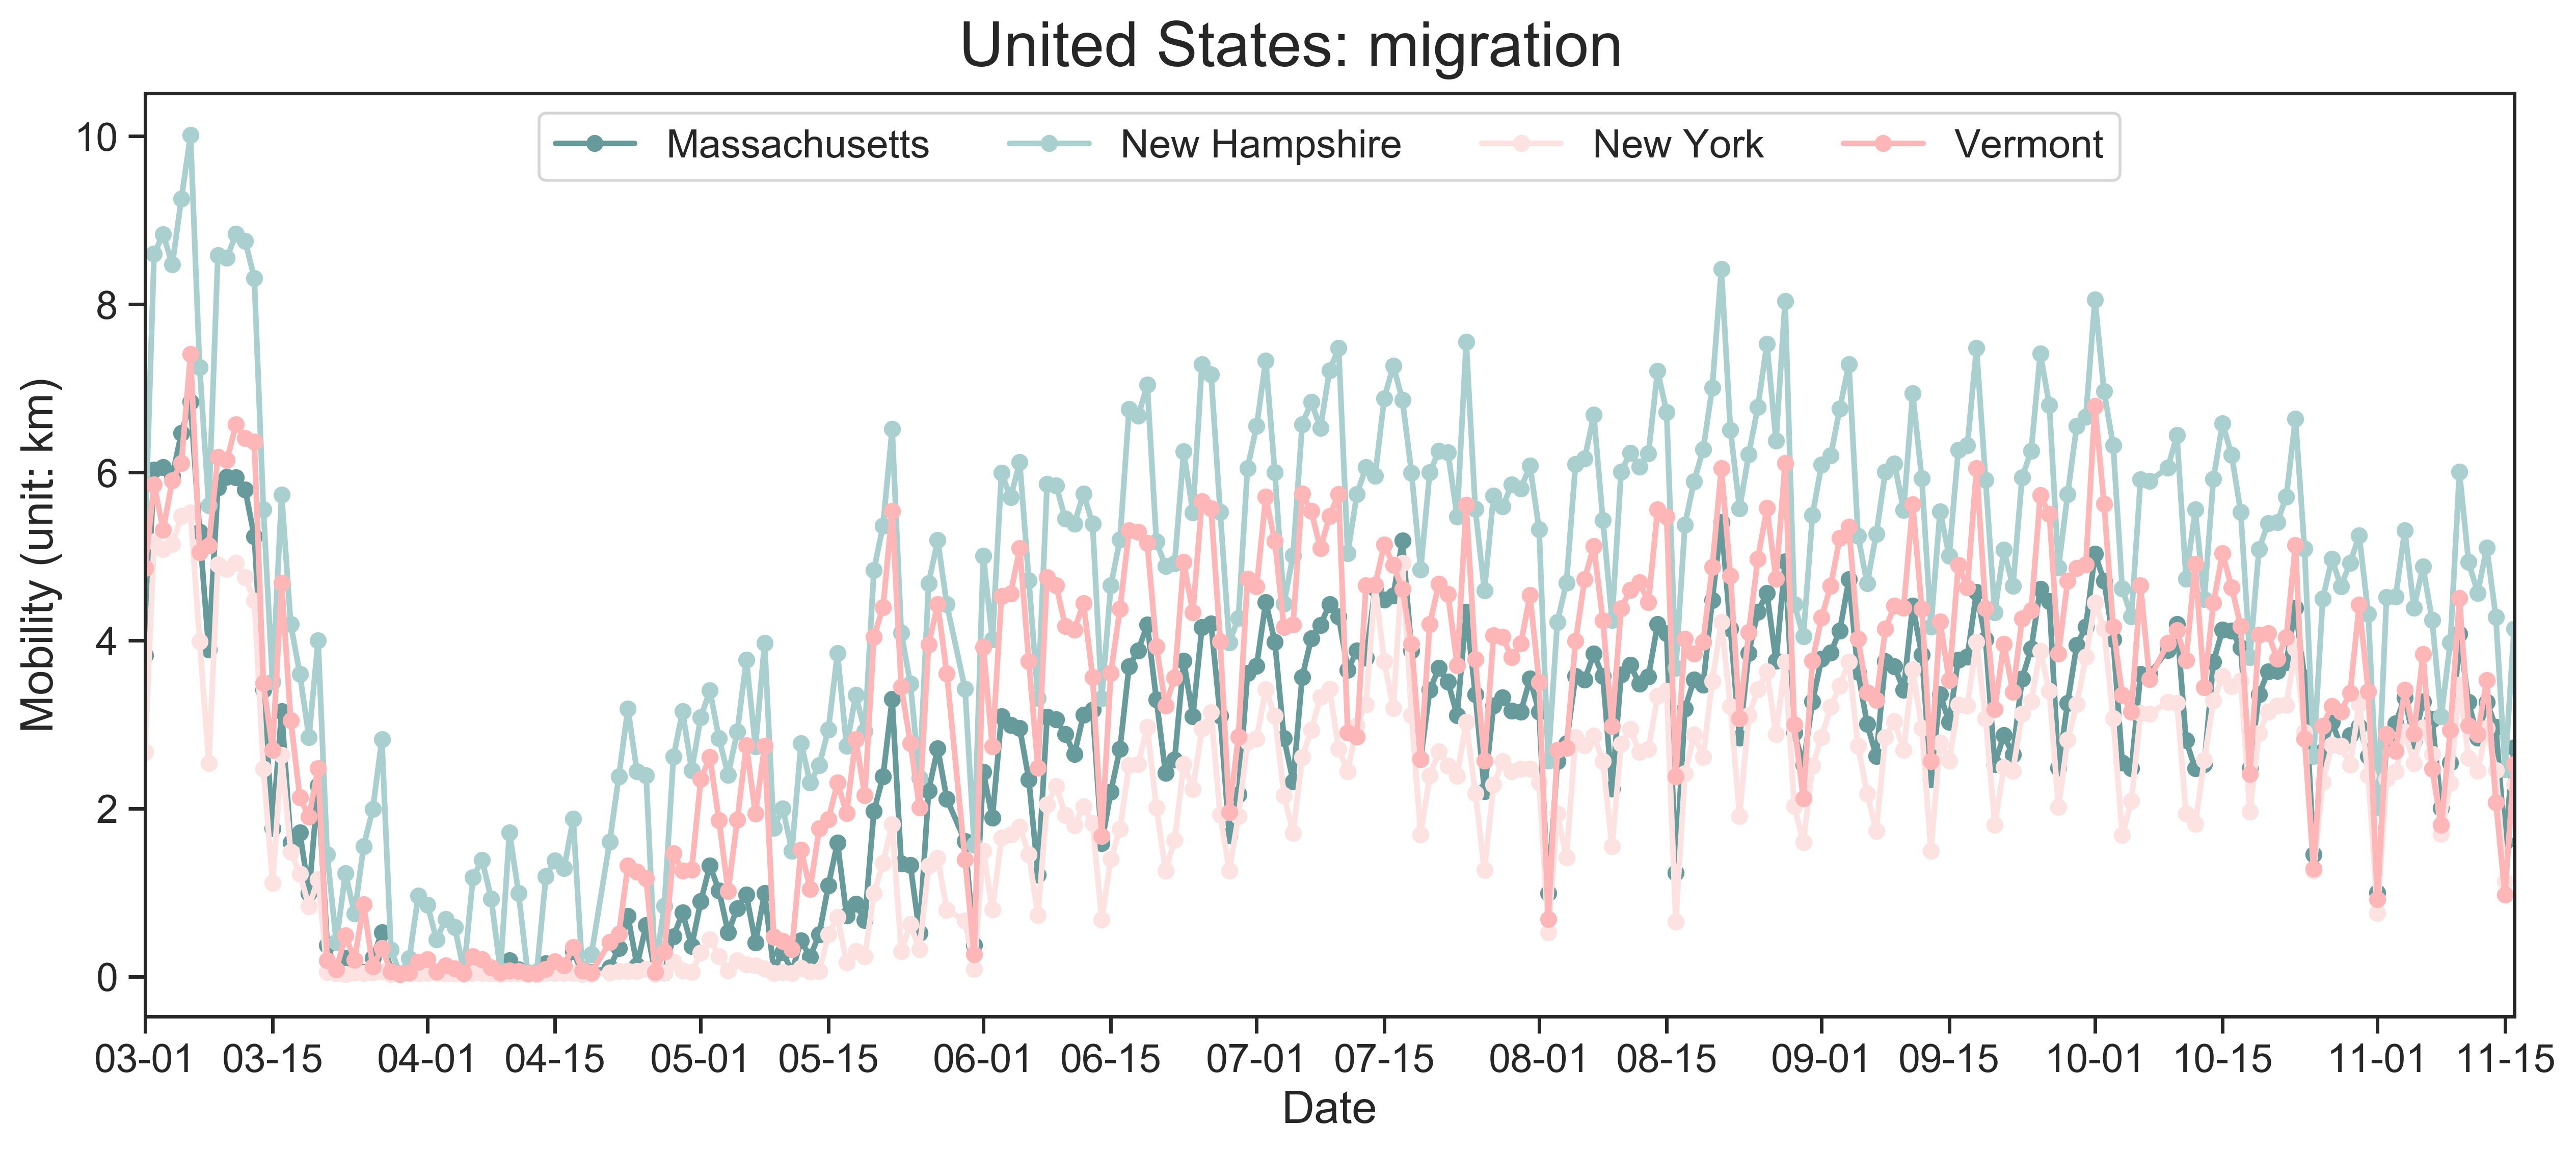 United States: migration
Massachusetts New Hampshire New York Vermont
Mobility (unit: km)
10
8
6
4
2
0
03-01 03-15 04-01 04-15 05-01 05-15 06-01 06-15 07-01 07-15 08-01 08-15 09-01 09-15 10-01 10-15 11-01 11-15
Date